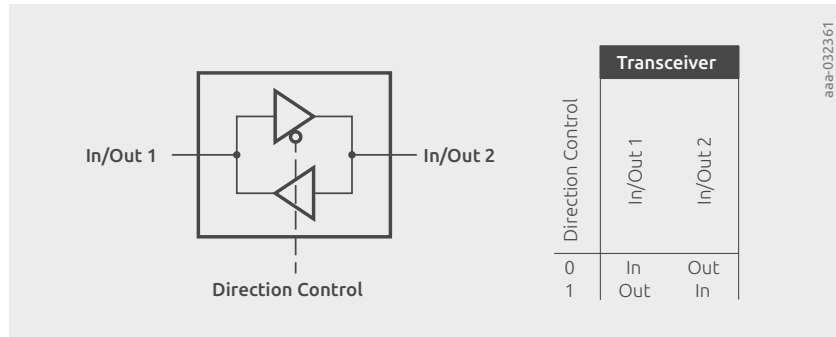 In/Out 1
In/Out 2
Direction Control
Transceiver
Direction Control
In/Out 1
In/Out 2
0 In Out
1 Out In
aaa-032361